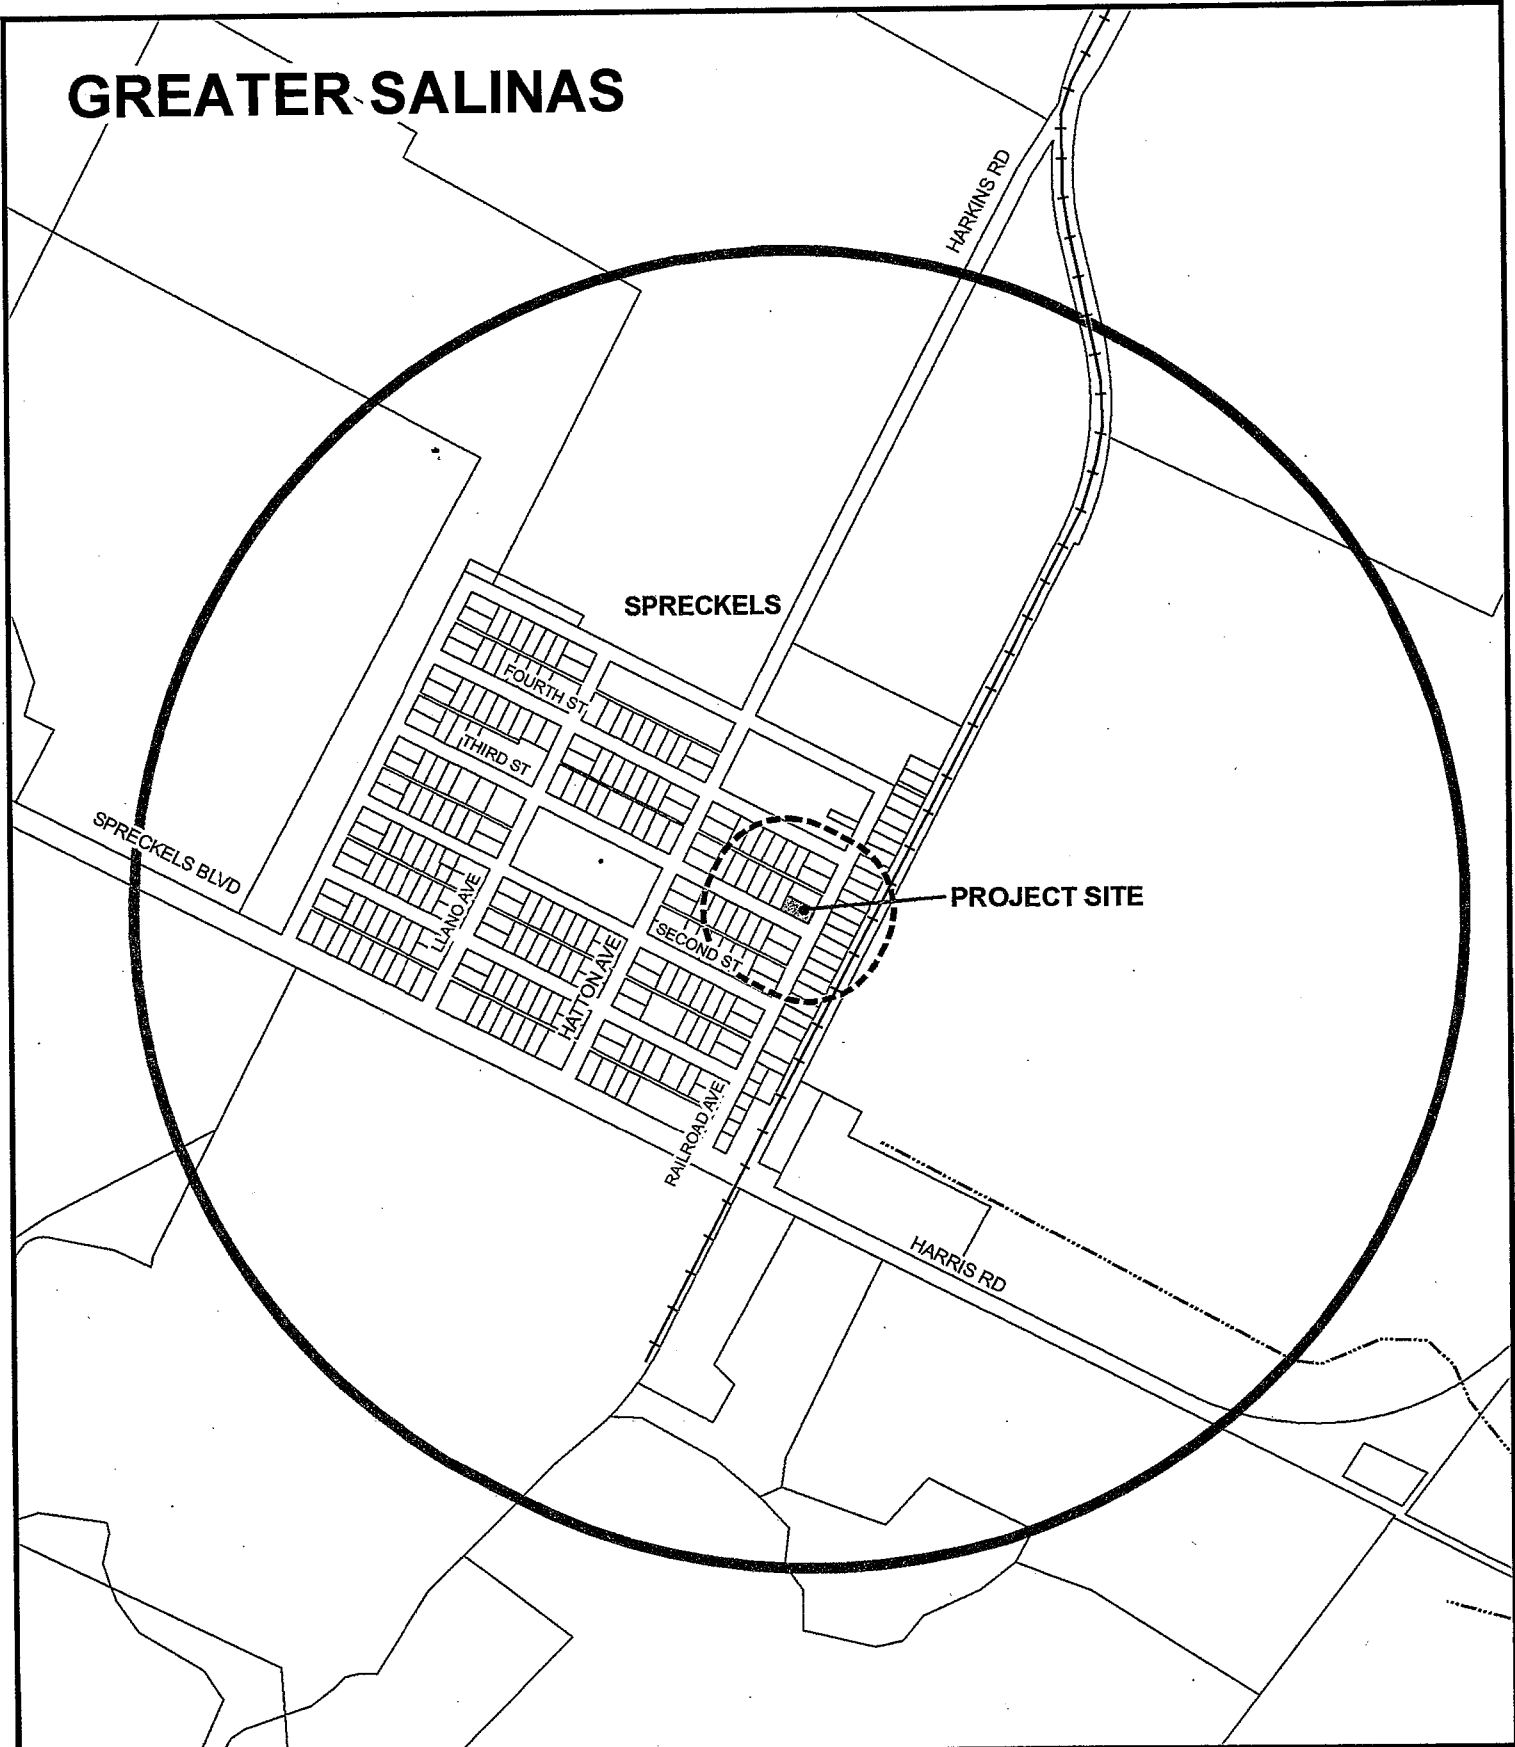 GREATER SALINAS
HARKINS RD
SPRECKELS
FOURTH ST
THIRD ST
SPRECKELS BLVD
LLANO AVE
PROJECT SITE
SECOND ST
HATTON AVE
RAILROAD AVE
HARRIS RD